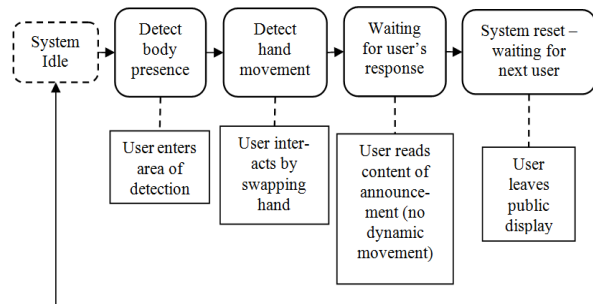 System
Idle
Detect
body
presence
Detect
hand
movement
Waiting
for user's
response
System reset –
waiting for
next user
User enters
area of
detection
User inter-
acts by
swapping
hand
User reads
content of
announce-
ment (no
dynamic
movement)
User
leaves
public
display